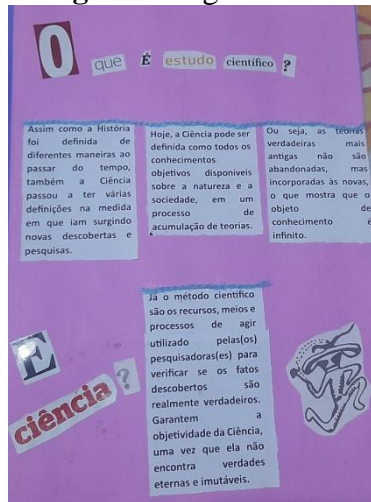 O que É estudo científico ?
Assim como a História
foi definida de
diferentes maneiras ao
passar do tempo,
também a Ciência
passou a ter várias
definições na medida
em que iam surgindo
novas descobertas e
pesquisas.
Hoje, a Ciência pode ser
definida como todos os
conhecimentos
objetivos disponíveis
sobre a natureza e a
sociedade, em um
processo de
acumulação de teorias.
Ou seja, as teorias
verdadeiras mais
antigas não são
abandonadas, mas
incorporadas às novas,
o que mostra que o
objeto de
conhecimento é
infinito.
E
ciência ?
Já o método científico
são os recursos, meios e
processos de agir
utilizado pelas(os)
pesquisadoras(es) para
verificar se os fatos
descobertos são
realmente verdadeiros.
Garantem a
objetividade da Ciência,
uma vez que ela não
encontra verdades
eternas e imutáveis.